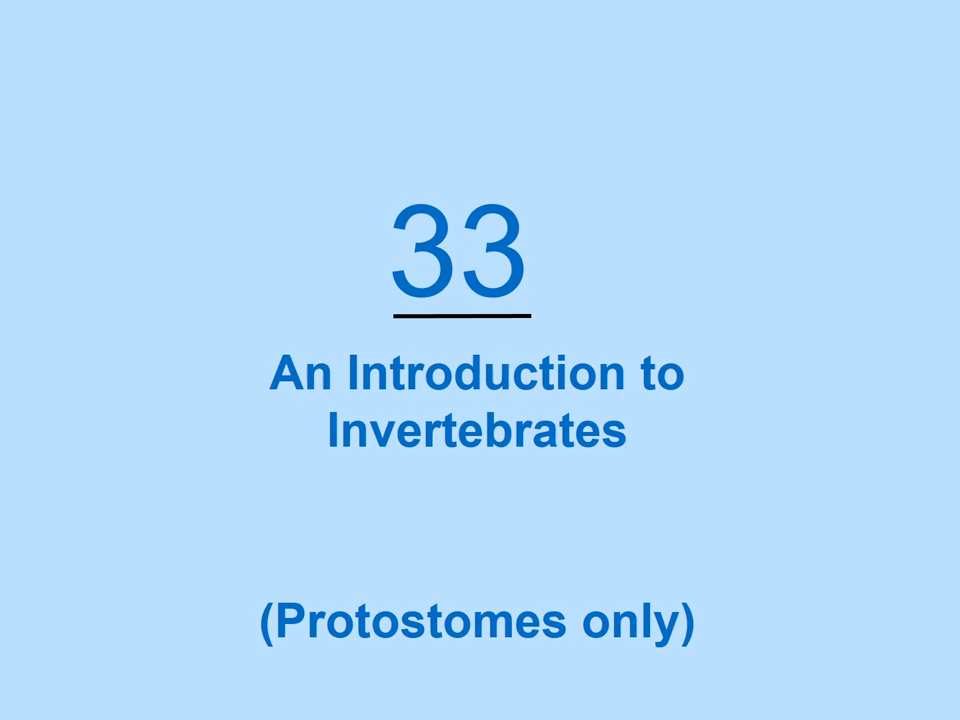 33
An Introduction to
Invertebrates
(Protostomes only)